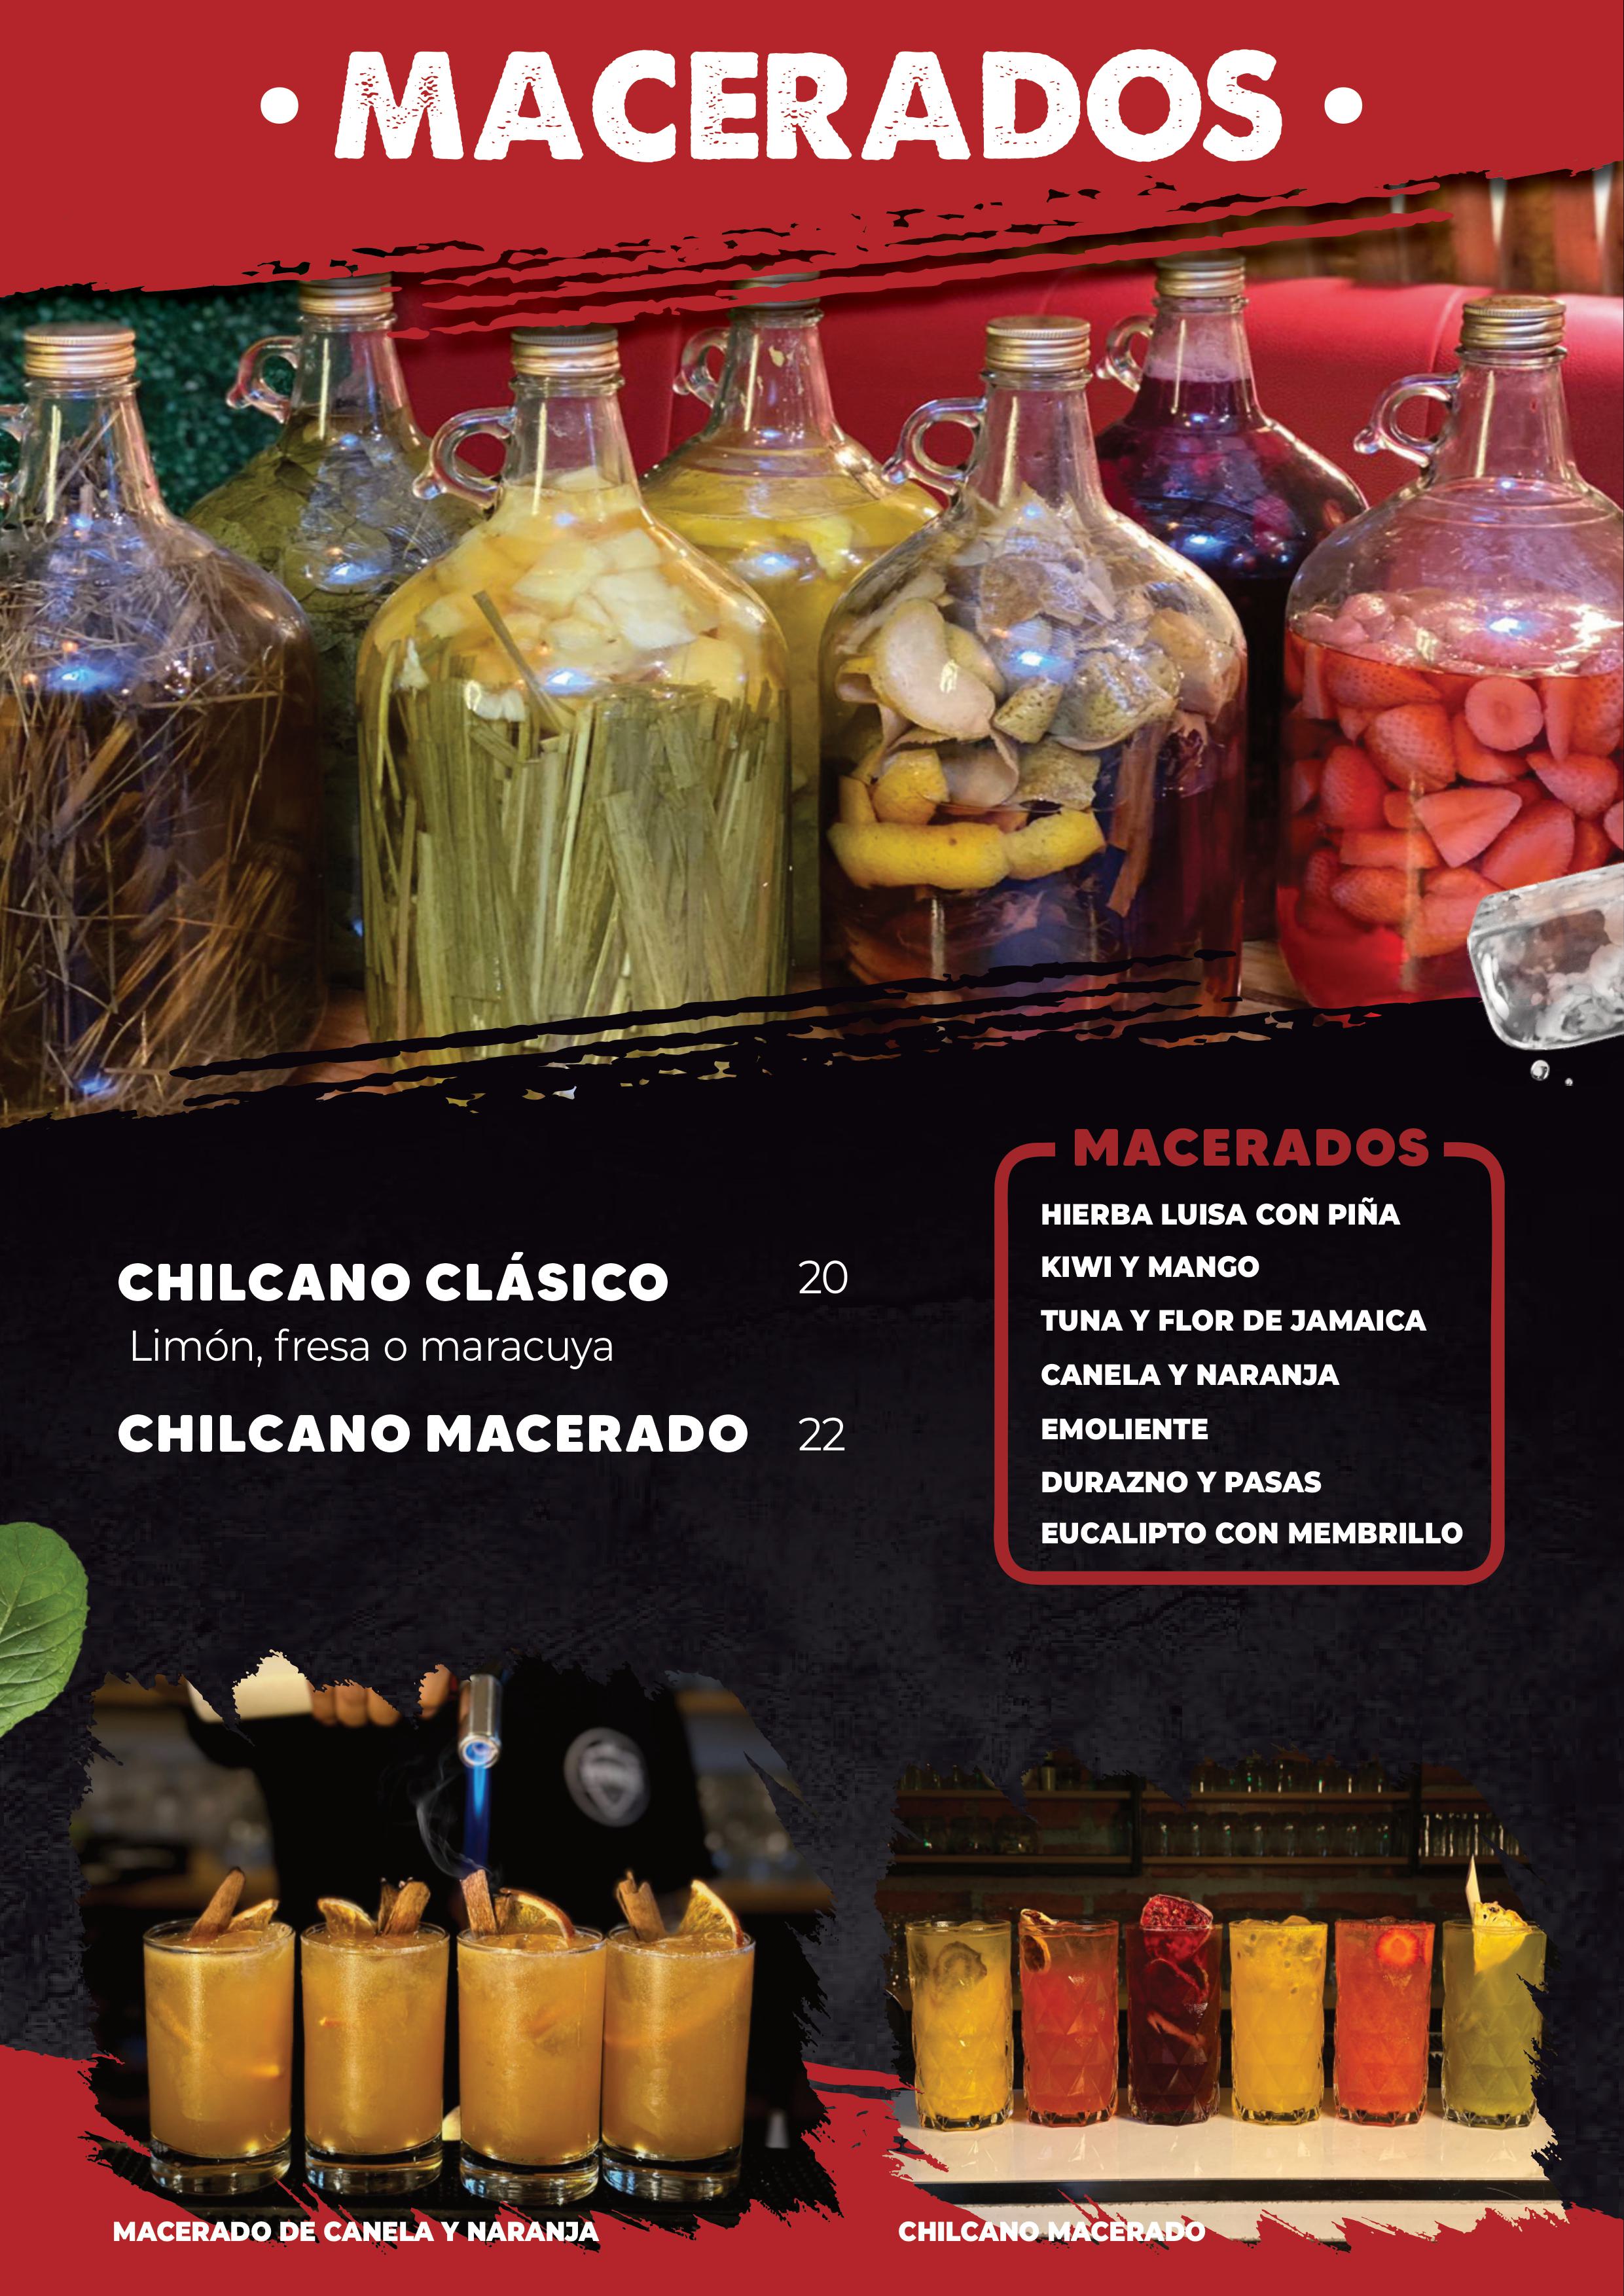 • MACERADOS •
CHILCANO CLÁSICO 20
Limón, fresa o maracuya
CHILCANO MACERADO 22
MACERADOS
HIERBA LUISA CON PIÑA
KIWI Y MANGO
TUNA Y FLOR DE JAMAICA
CANELA Y NARANJA
EMOLIENTE
DURAZNO Y PASAS
EUCALIPTO CON MEMBRILLO
MACERADO DE CANELA Y NARANJA
CHILCANO MACERADO